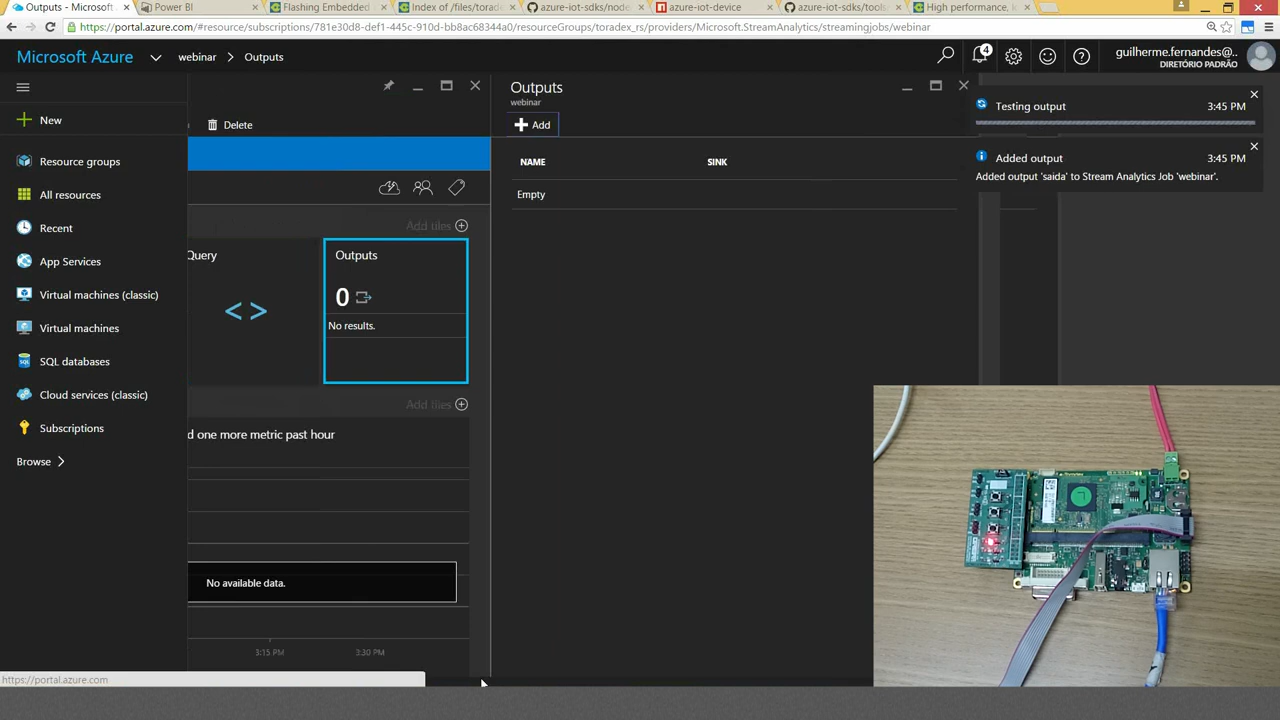 Outputs - Microsoft Az
Power BI
Flashing Embedded
Index of /files/torade
azure-iot-sdks/node
azure-iot-device
azure-iot-sdks/tools
High performance, l
https://portal.azure.com/#resource/subscriptions/781e30d8-def1-445c-910d-bb8ac68344a0/resourceGroups/toradex_rs/providers/Microsoft.StreamAnalytics/streamingjobs/webinar
Microsoft Azure
webinar
Outputs
4
guilherme.fernandes@..
DIRETÓRIO PADRÃO
New
Resource groups
All resources
Recent
App Services
Virtual machines (classic)
Virtual machines
SQL databases
Cloud services (classic)
Subscriptions
Browse
Delete
Add tiles
Query
Outputs
0
No results.
Add tiles
d one more metric past hour
No available data.
3:15 PM
3:30 PM
Outputs
webinar
Add
NAME
SINK
Empty
Testing output
3:45 PM
Added output
3:45 PM
Added output 'saida' to Stream Analytics Job 'webinar'.
https://portal.azure.com